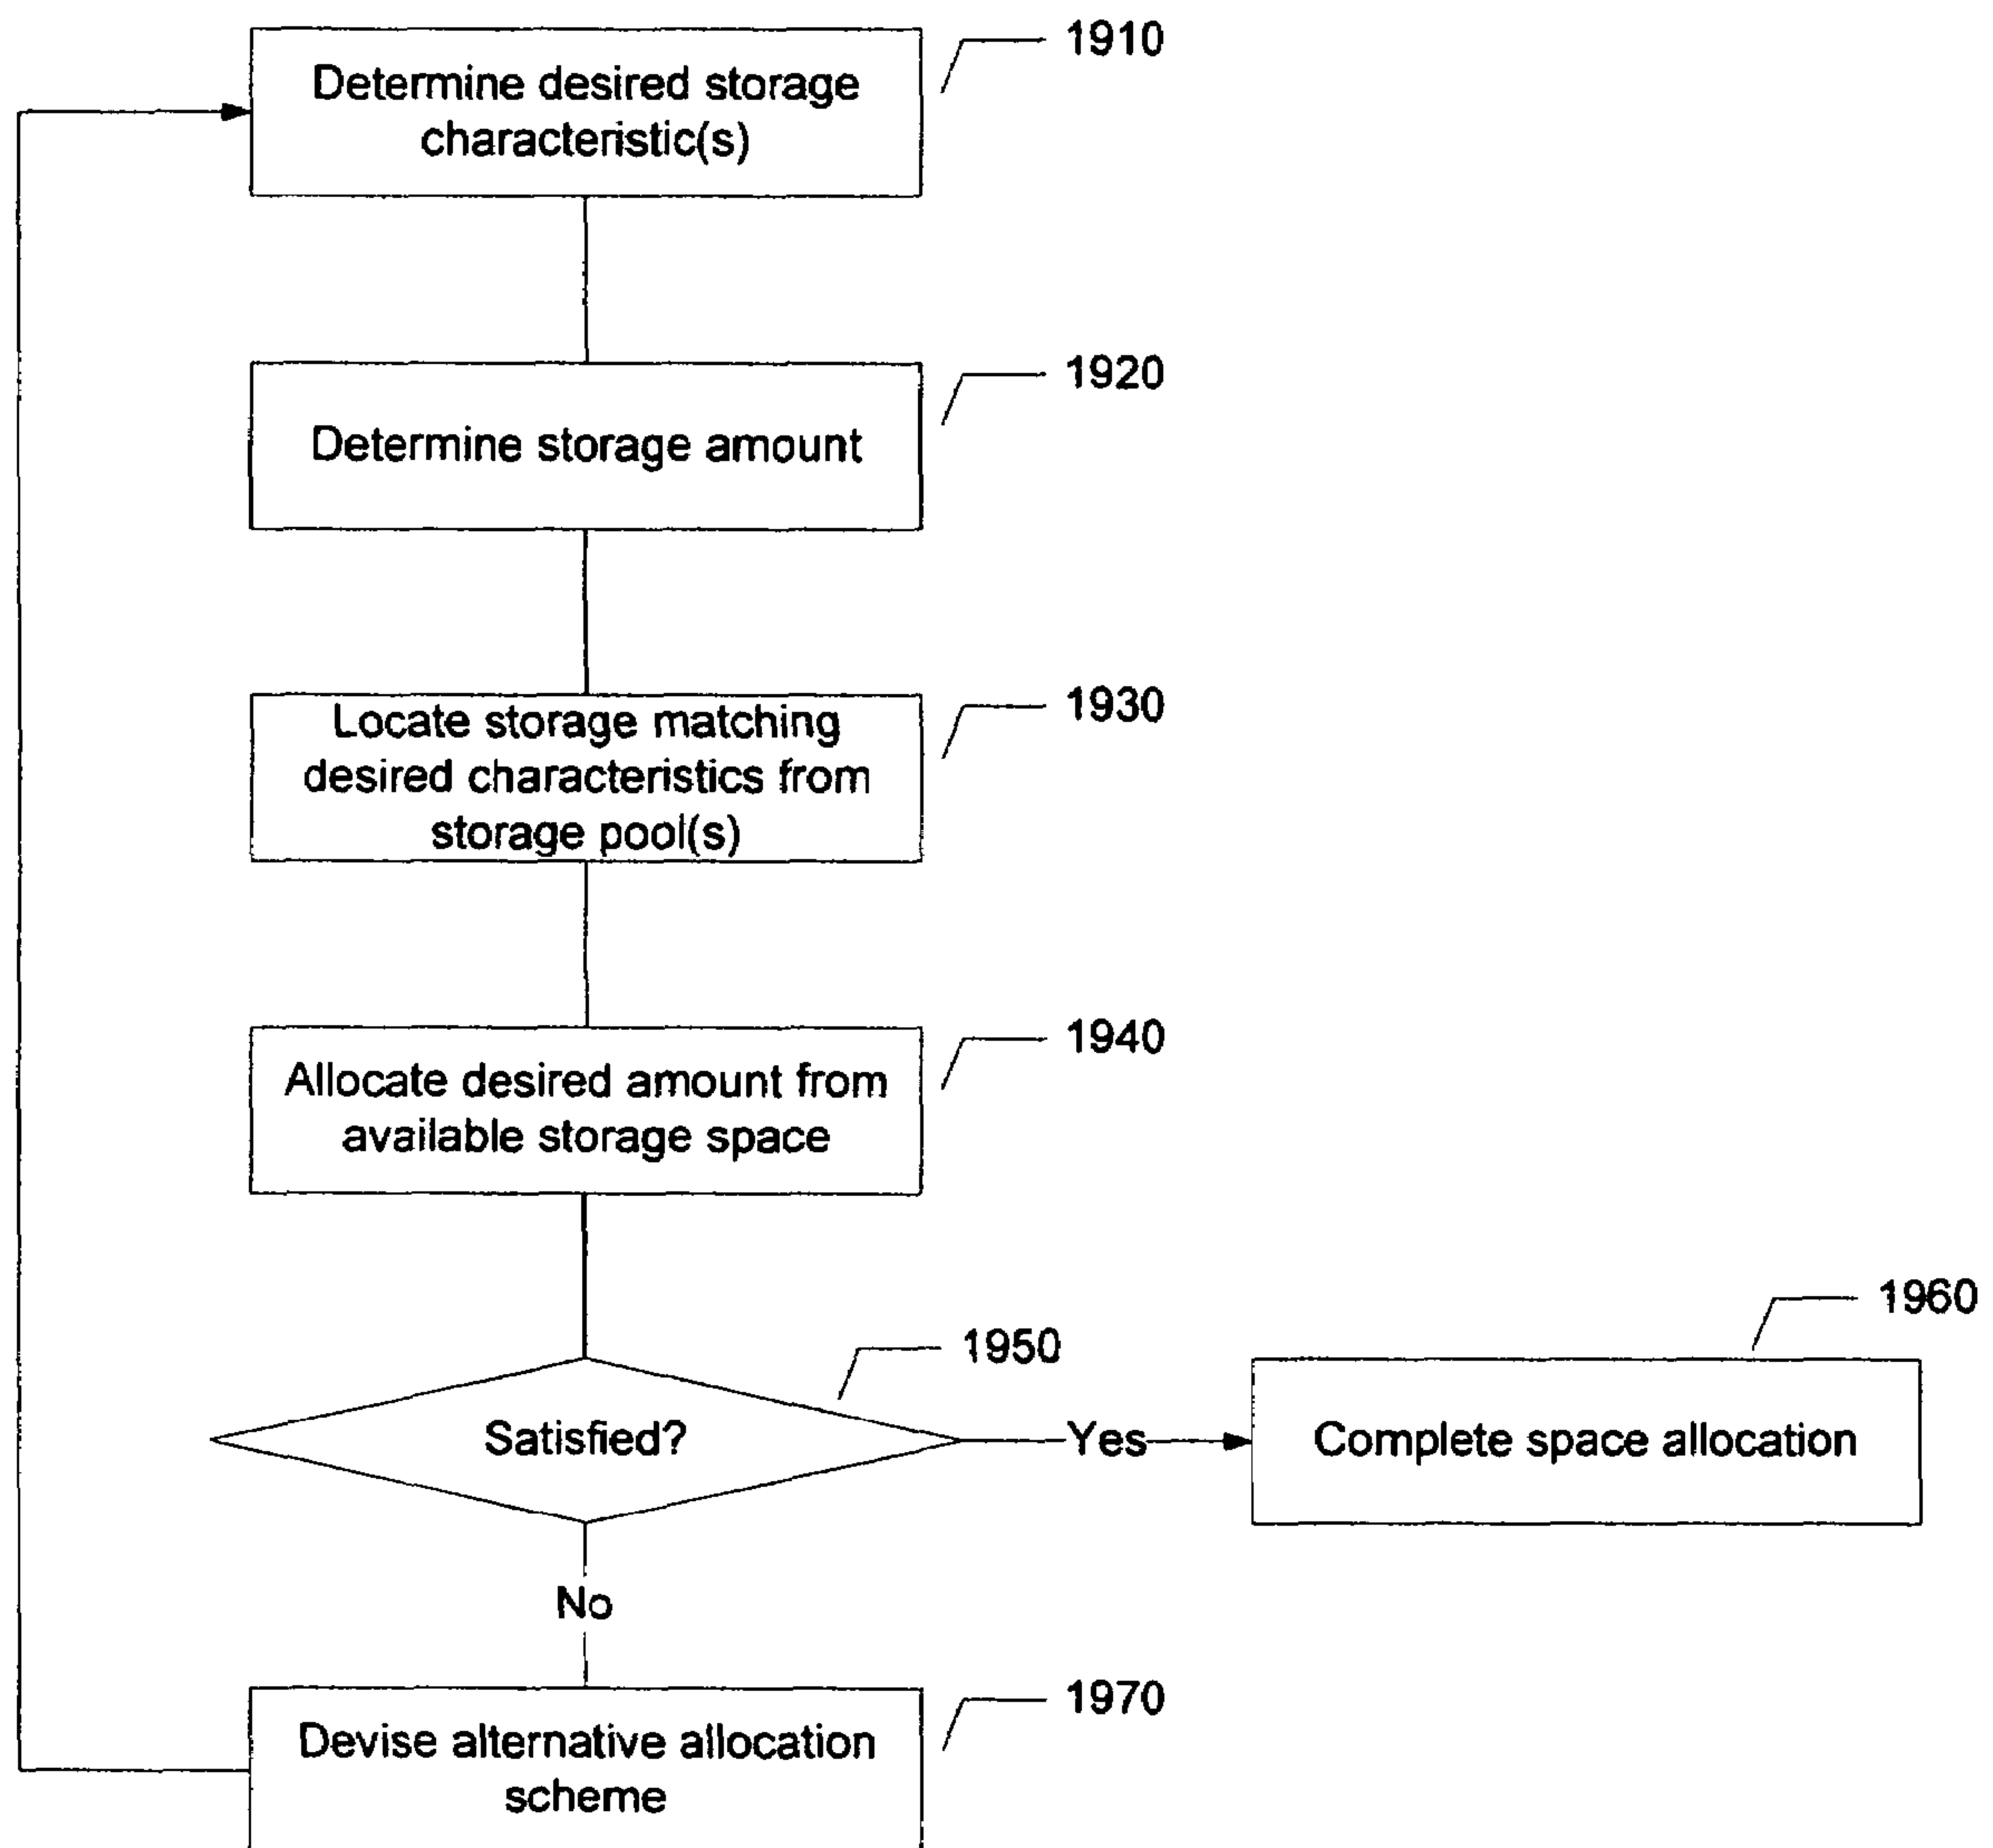 Determine desired storage
characteristic(s)
1910
Determine storage amount
1920
Locate storage matching
desired characteristics from
storage pool(s)
1930
Allocate desired amount from
available storage space
1940
Satisfied?
1950
Yes
Complete space allocation
1960
No
Devise alternative allocation
scheme
1970